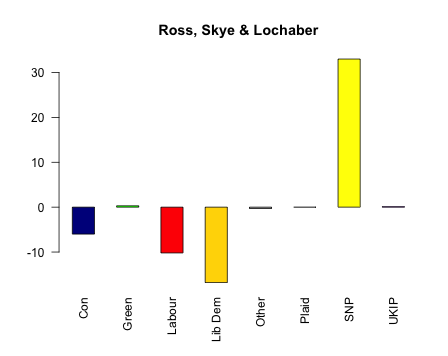 Ross, Skye & Lochaber
30
20
10
0
-10
Con
Green
Labour
Lib Dem
Other
Plaid
SNP
UKIP